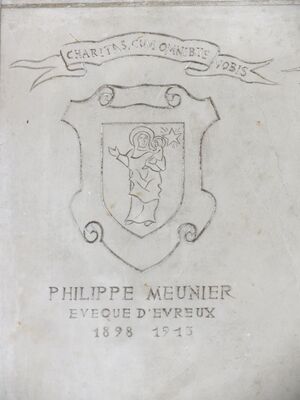 CHARITAS.CUM OMNIBUS VOBIS
PHILIPPE MEUNIER
EVEQUE D'EVREUX
1898 1913